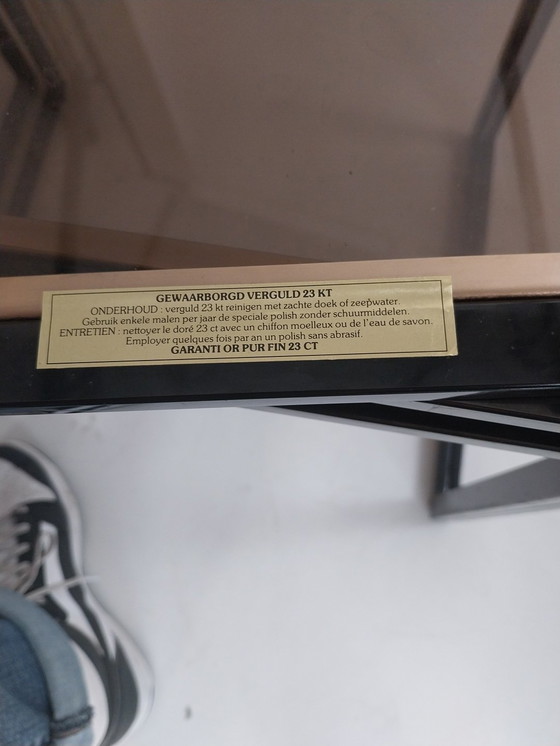 GEWAARBORGD VERGULD 23 KT
ONDERHOUD : verguld 23 kt reinigen met zachte doek of zeepwater.
Gebruik enkele malen per jaar de speciale polish zonder schuurmiddelen.
ENTRETIEN : nettoyer le doré 23 ct avec un chiffon moelleux ou de l'eau de savon.
Employer quelques fois par an un polish sans abrasif.
GARANTI OR PUR FIN 23 CT